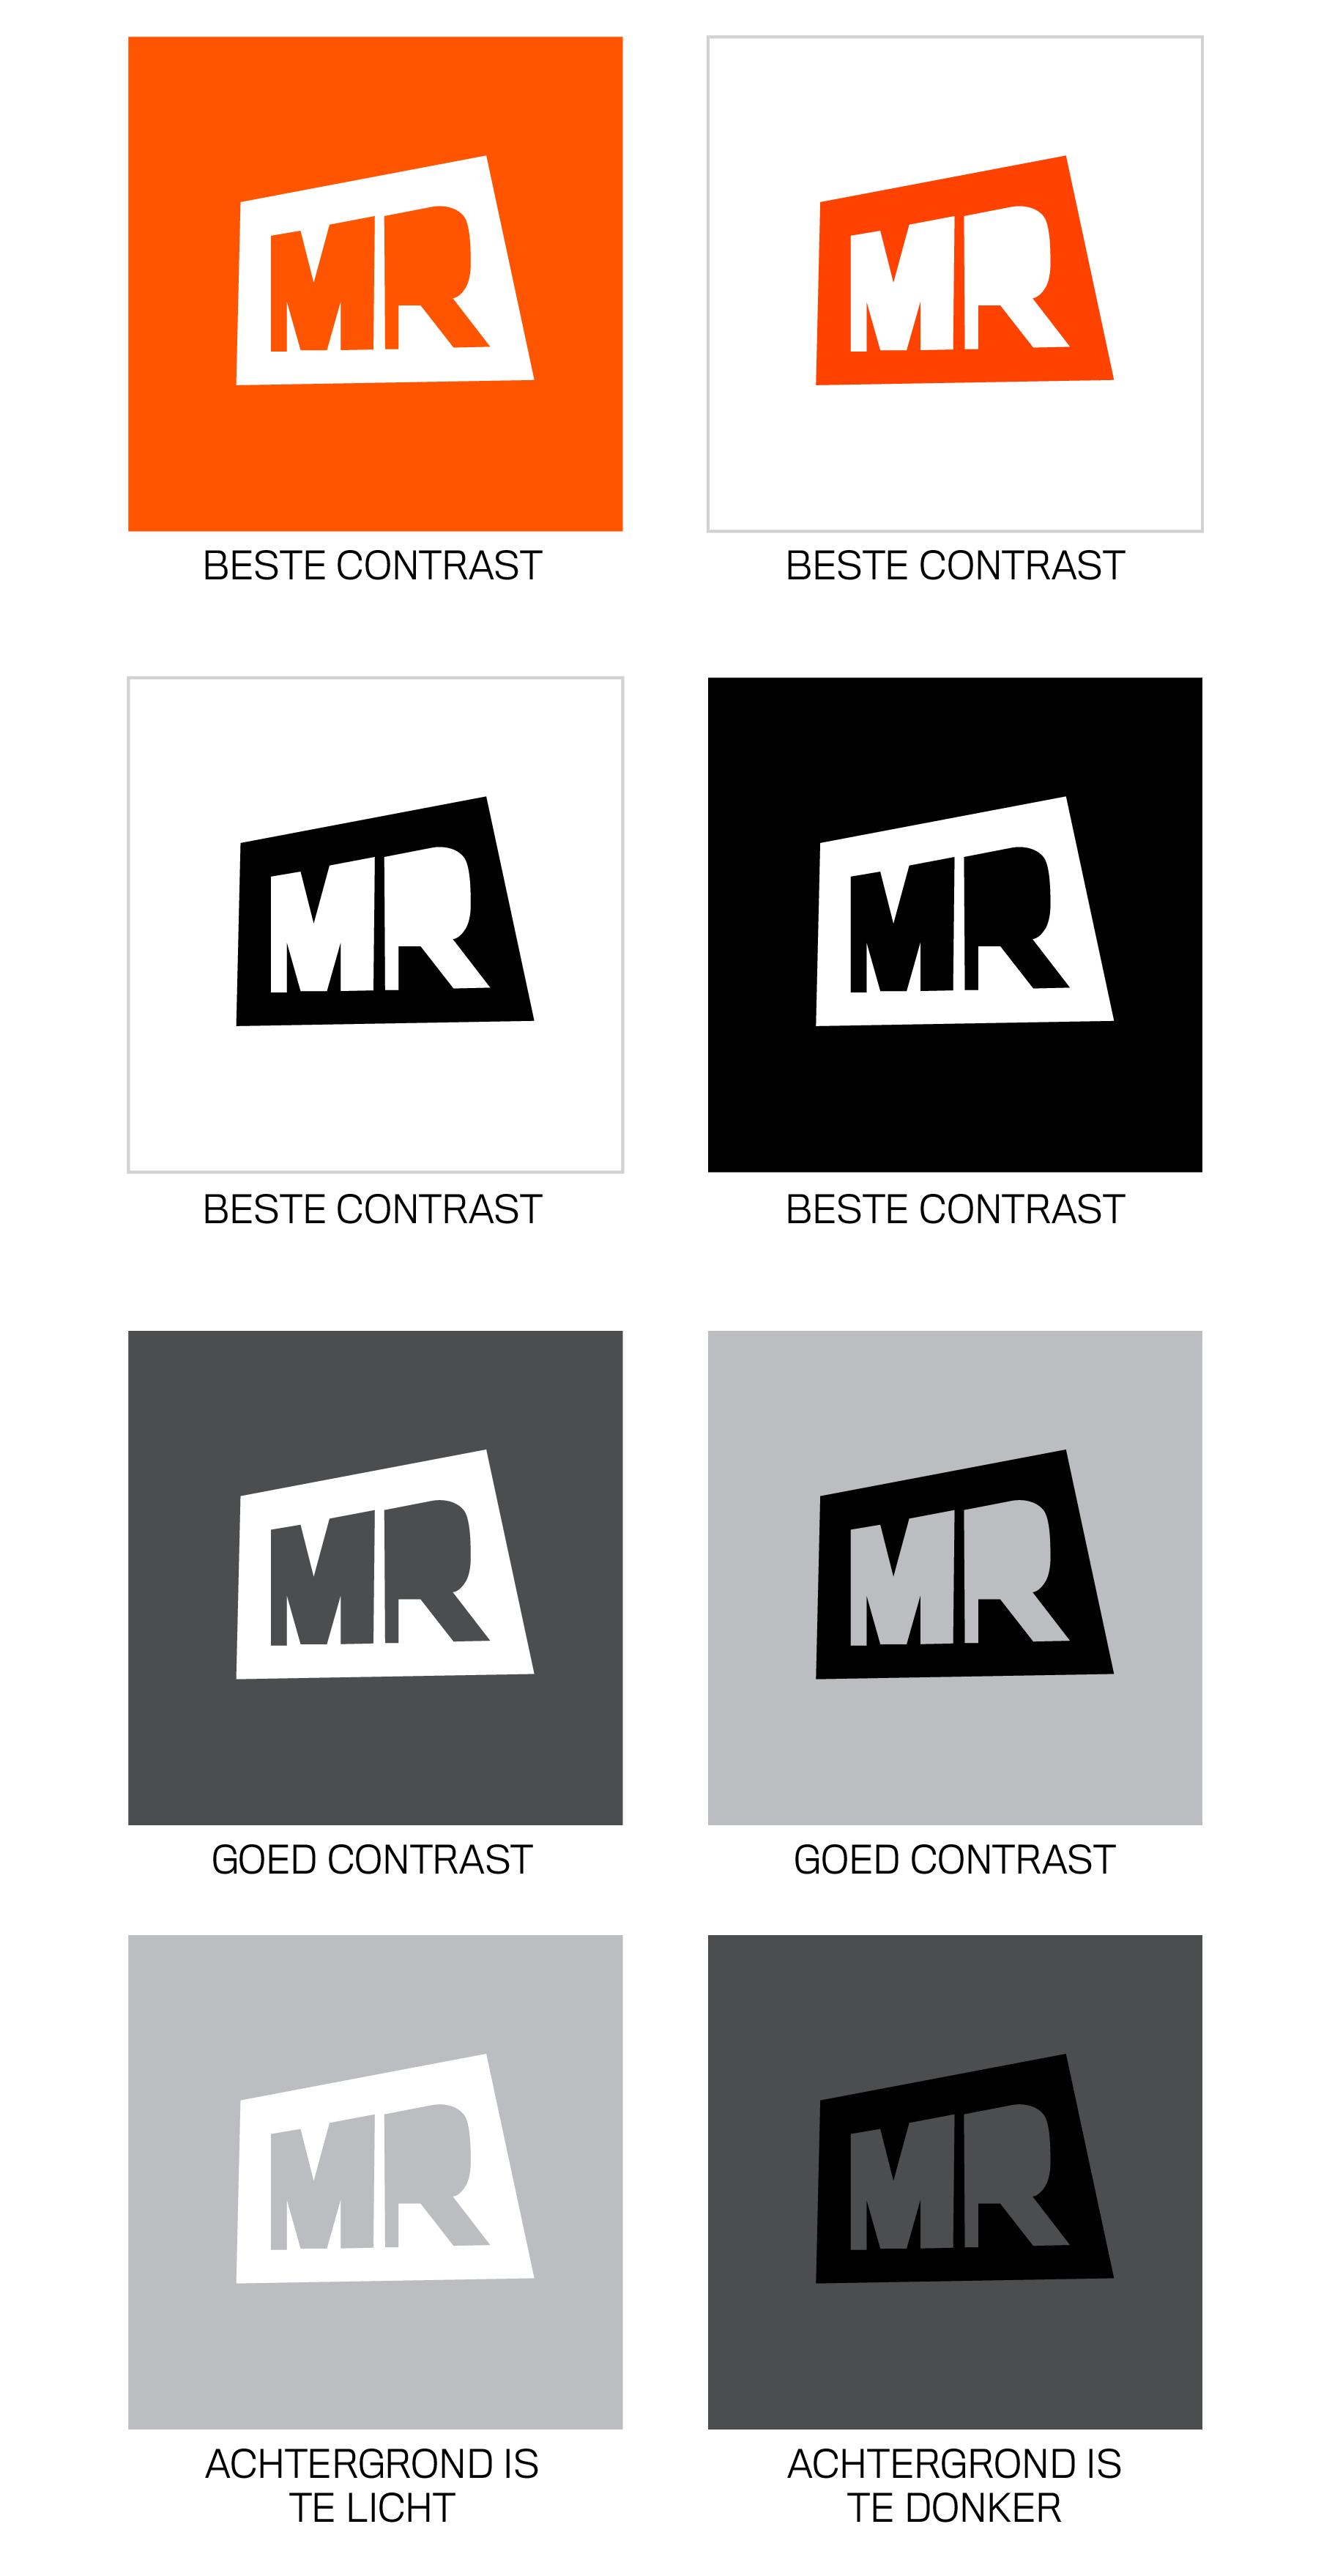 MR
MR
BESTE CONTRAST
BESTE CONTRAST
MR
MR
BESTE CONTRAST
BESTE CONTRAST
MR
MR
GOED CONTRAST
GOED CONTRAST
MR
MR
ACHTERGROND IS
TE LICHT
ACHTERGROND IS
TE DONKER